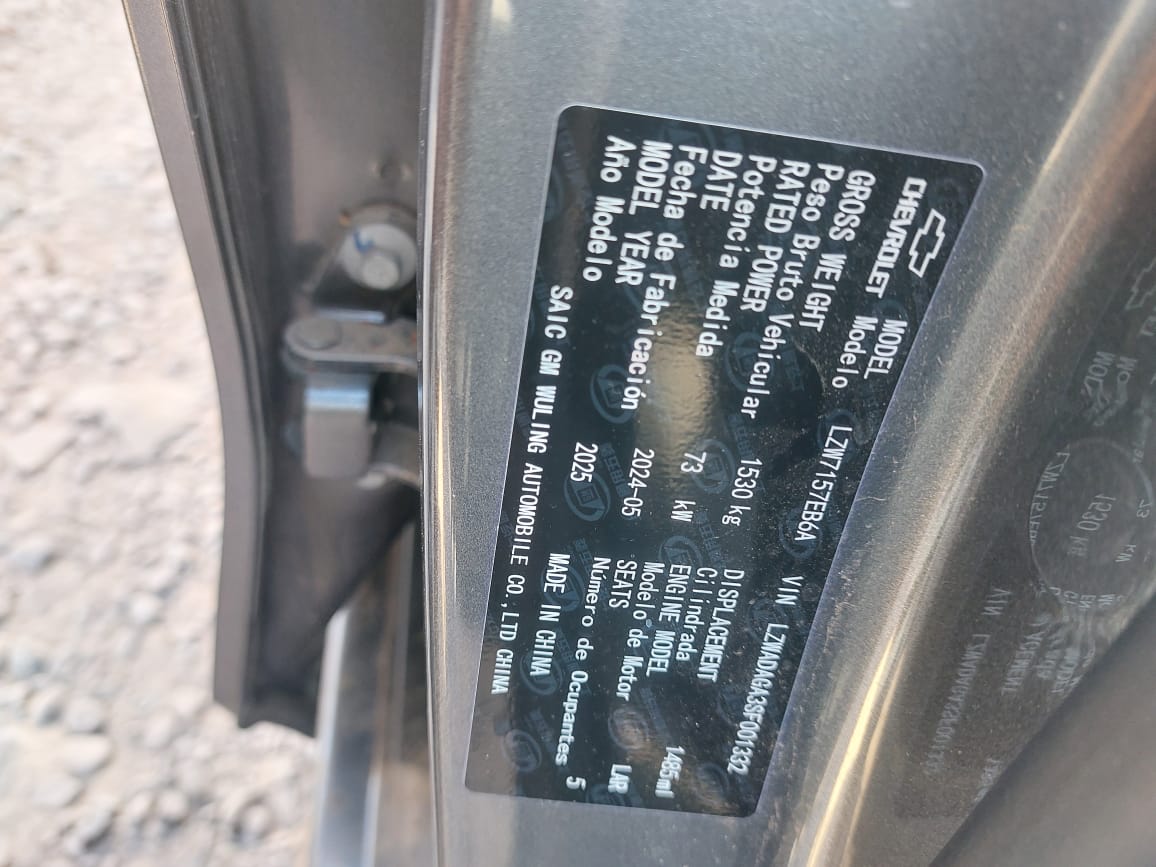 CHEVROLET
MODEL
Modelo LZW7157EB6A VIN LZWADAGA3SF001332
GROSS WEIGHT
Peso Bruto Vehicular 1530 kg DISPLACEMENT
Cilindrada 1485ml
RATED POWER
Potencia Medida 73 kW ENGINE MODEL
Modelo de Motor LAR
DATE
Fecha de Fabricación 2024-05 SEATS
Número de Ocupantes 5
MODEL YEAR
Año Modelo 2025 MADE IN CHINA
SAIC GM WULING AUTOMOBILE CO.,LTD CHINA